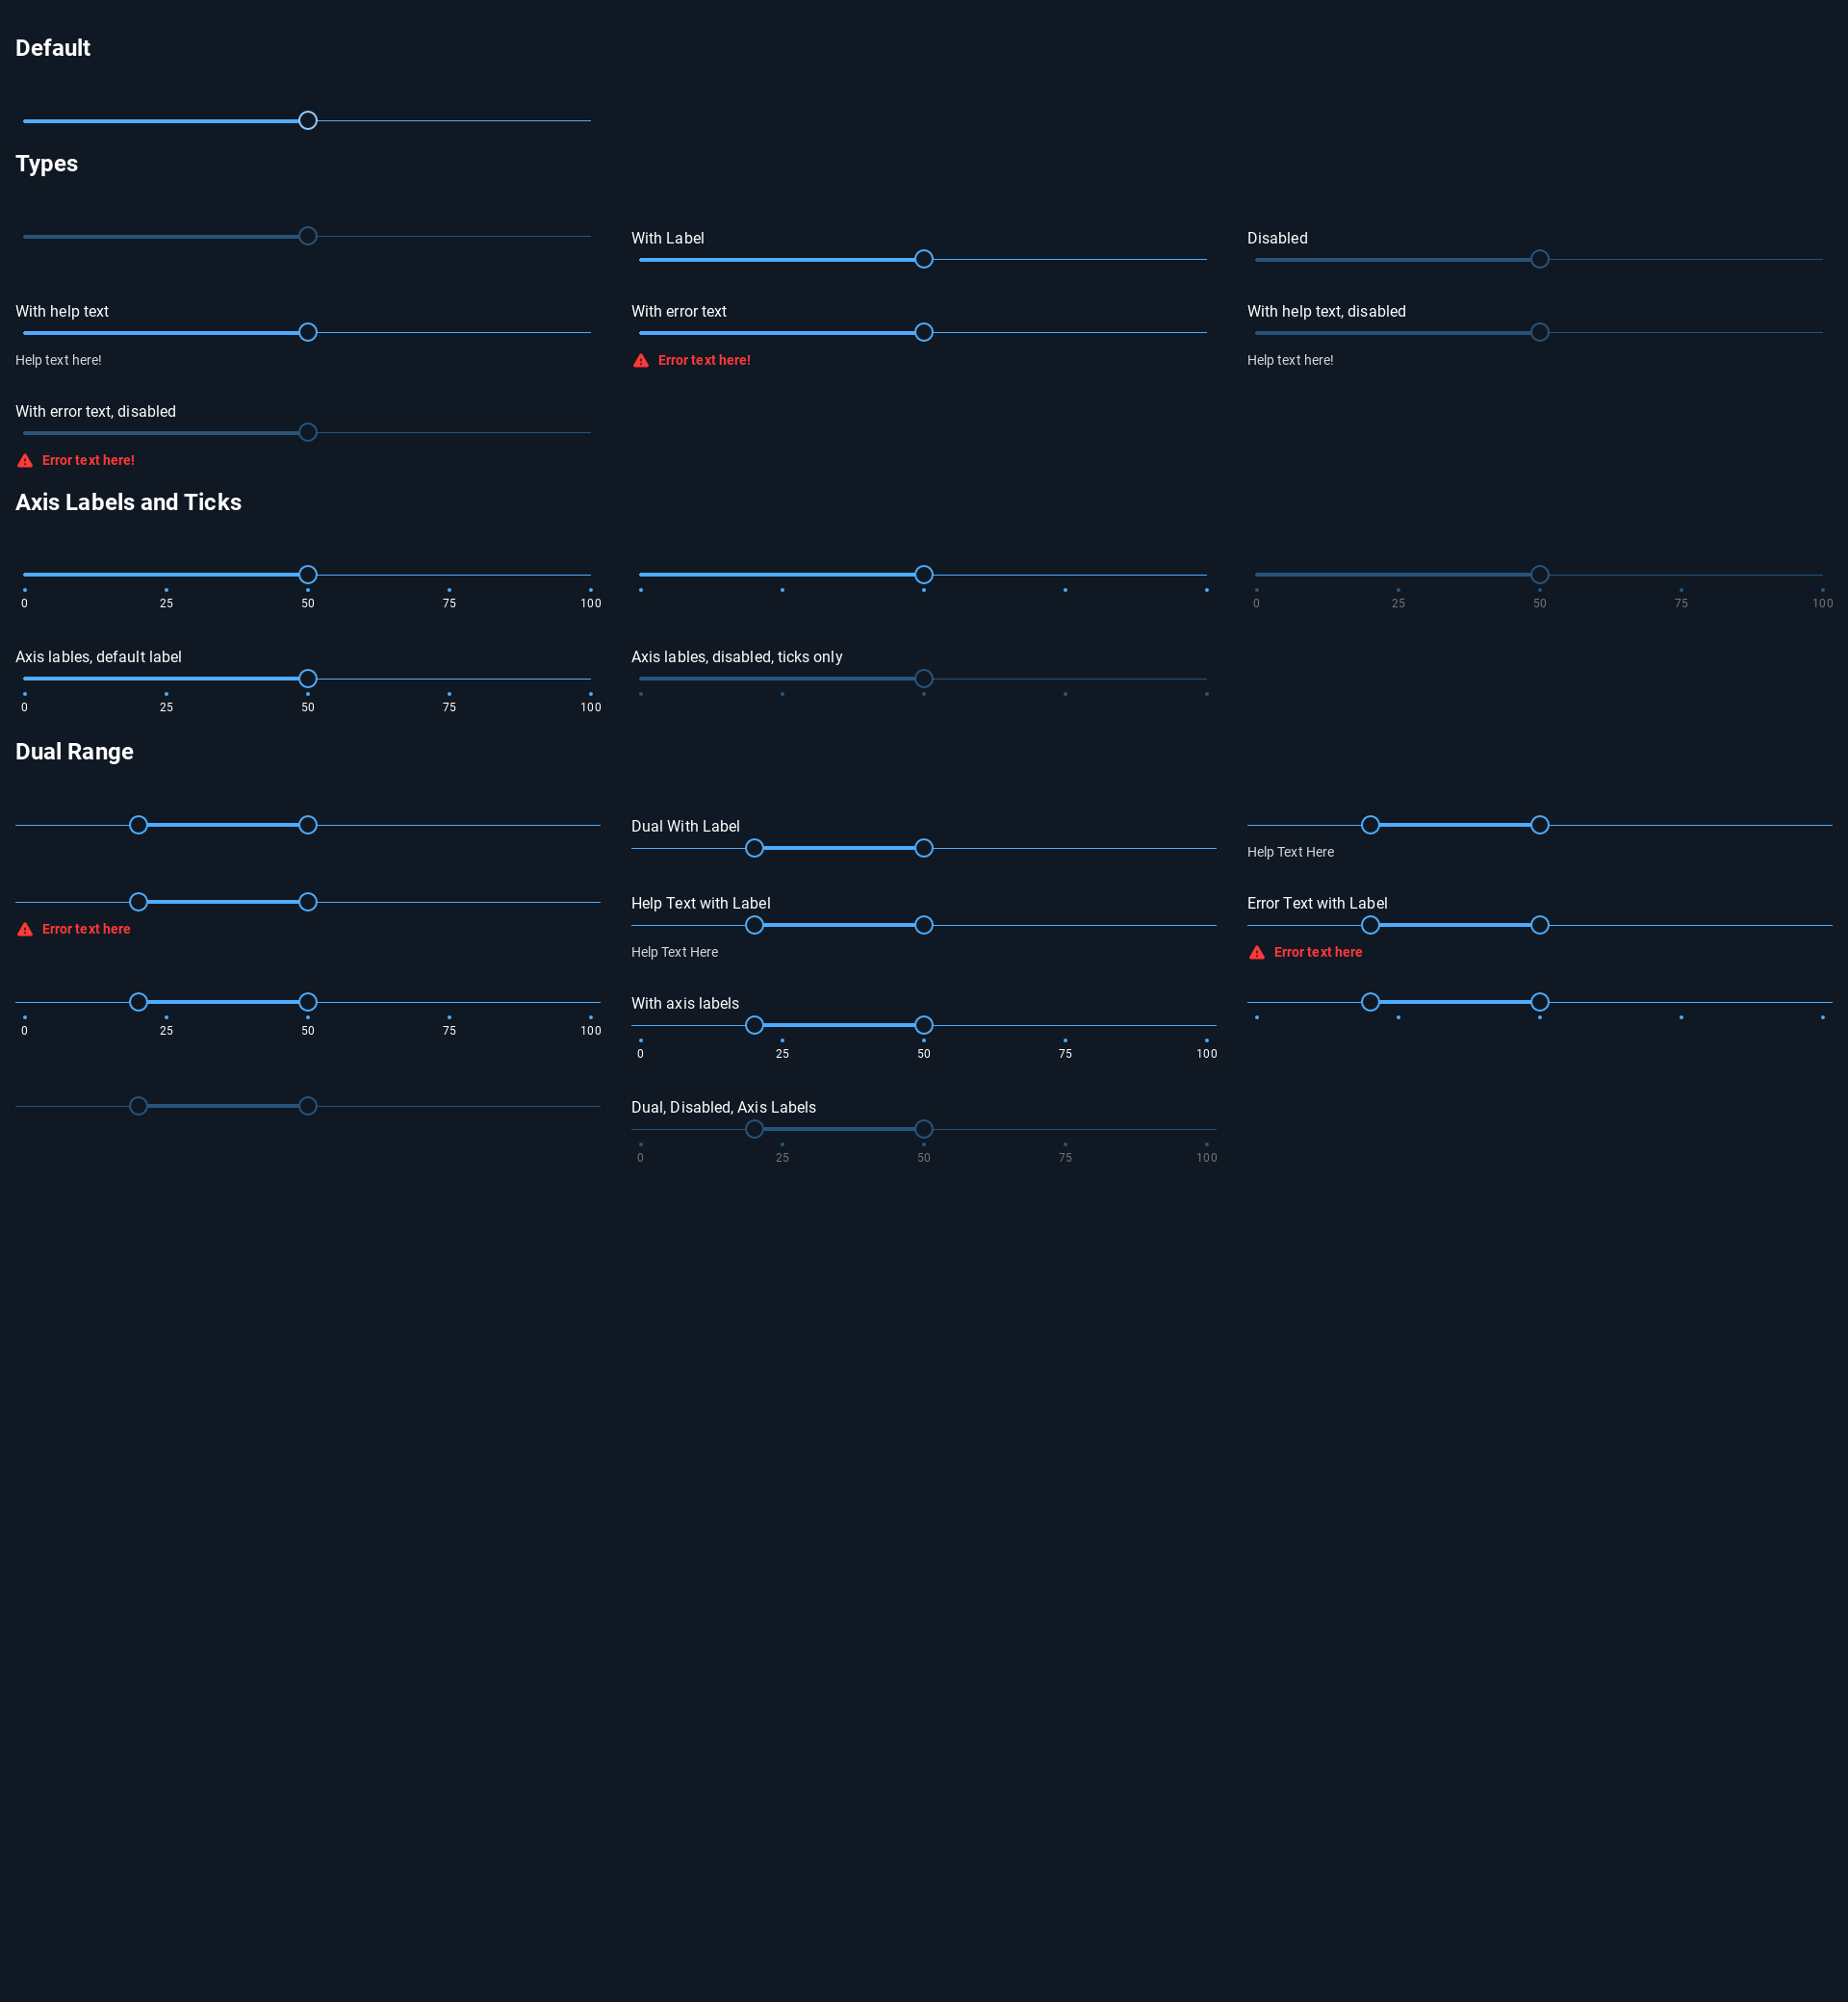 Default
Types
With Label
Disabled
With help text
With error text
With help text, disabled
Help text here!
Error text here!
Help text here!
With error text, disabled
Error text here!
Axis Labels and Ticks
0 25 50 75 100
0 25 50 75 100
Axis lables, default label
Axis lables, disabled, ticks only
0 25 50 75 100
Dual Range
Dual With Label
Help Text Here
Help Text with Label
Error Text with Label
Error text here
Help Text Here
Error text here
With axis labels
0 25 50 75 100
0 25 50 75 100
Dual, Disabled, Axis Labels
0 25 50 75 100